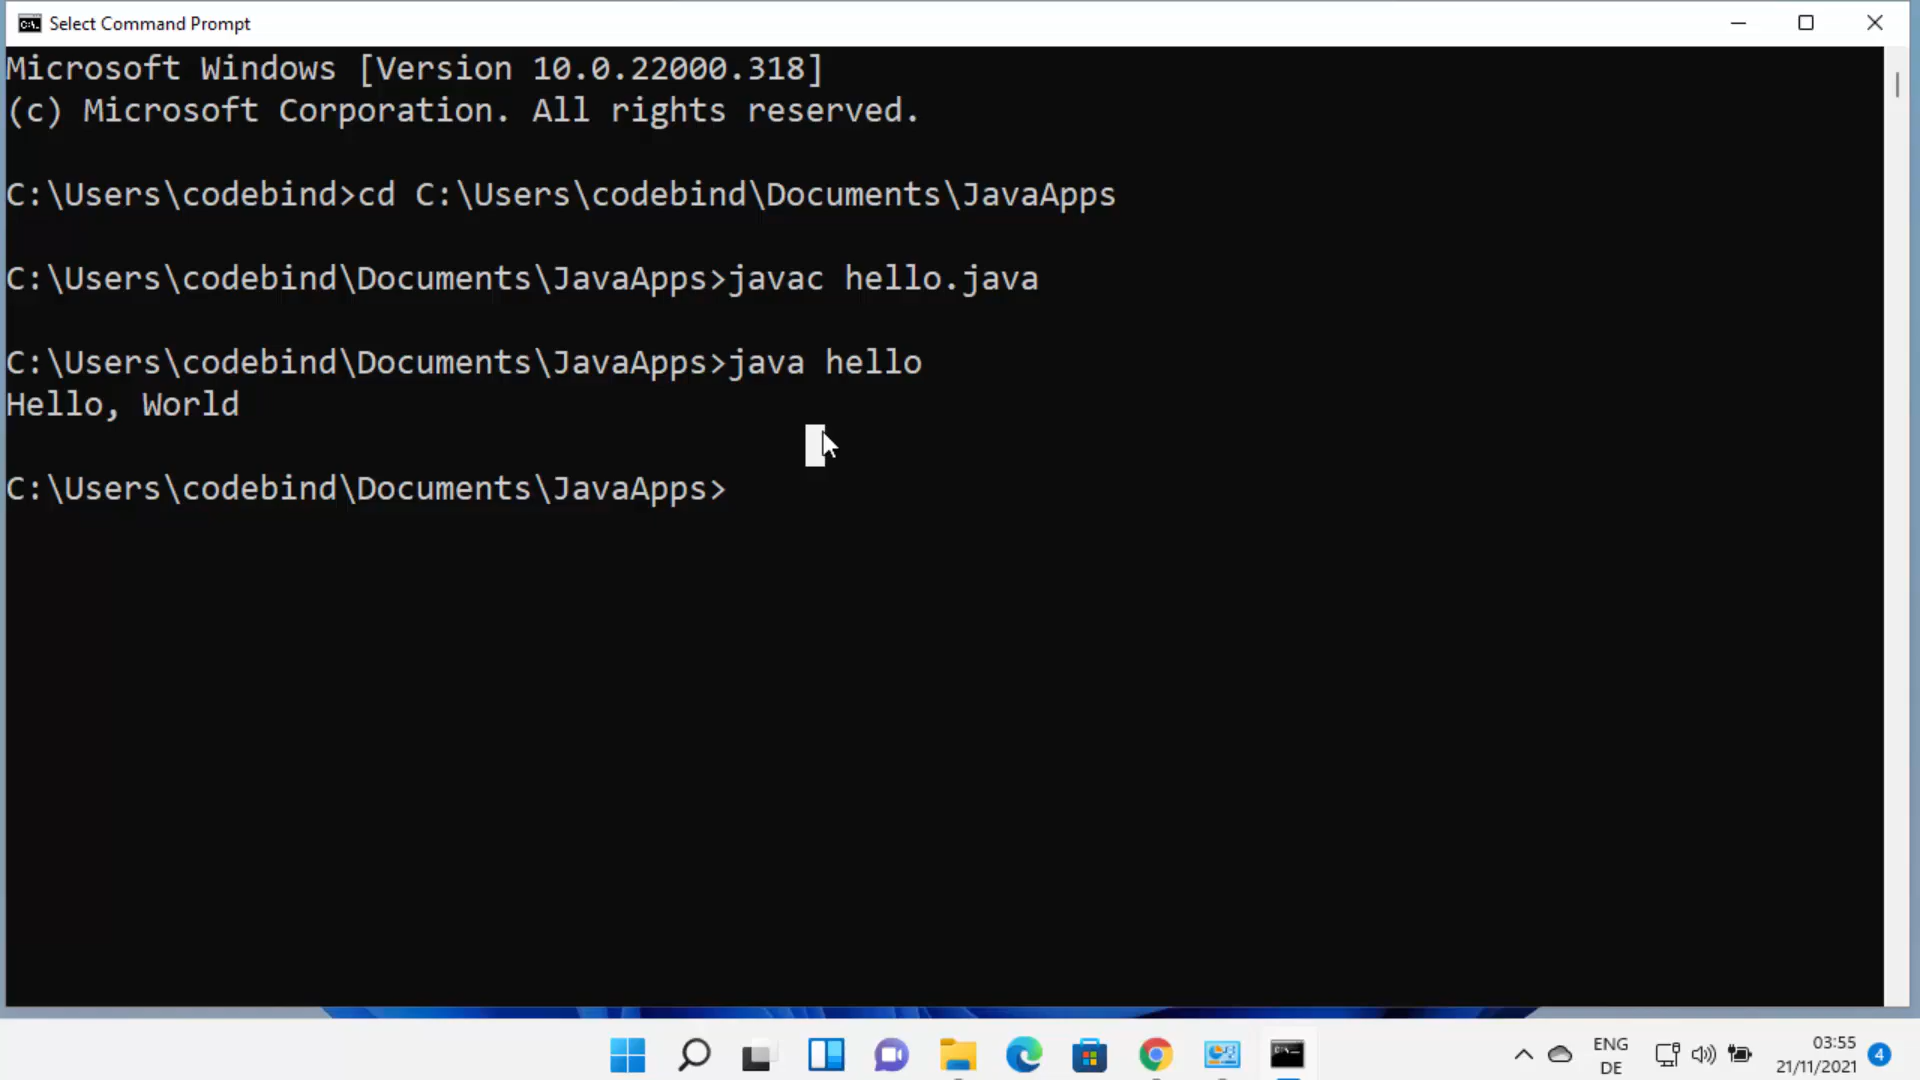 Select Command Prompt
Microsoft Windows [Version 10.0.22000.318]
(c) Microsoft Corporation. All rights reserved.
C:\Users\codebind>cd C:\Users\codebind\Documents\JavaApps
C:\Users\codebind\Documents\JavaApps>javac hello.java
C:\Users\codebind\Documents\JavaApps>java hello
Hello, World
C:\Users\codebind\Documents\JavaApps>
ENG
DE
03:55
21/11/2021
4